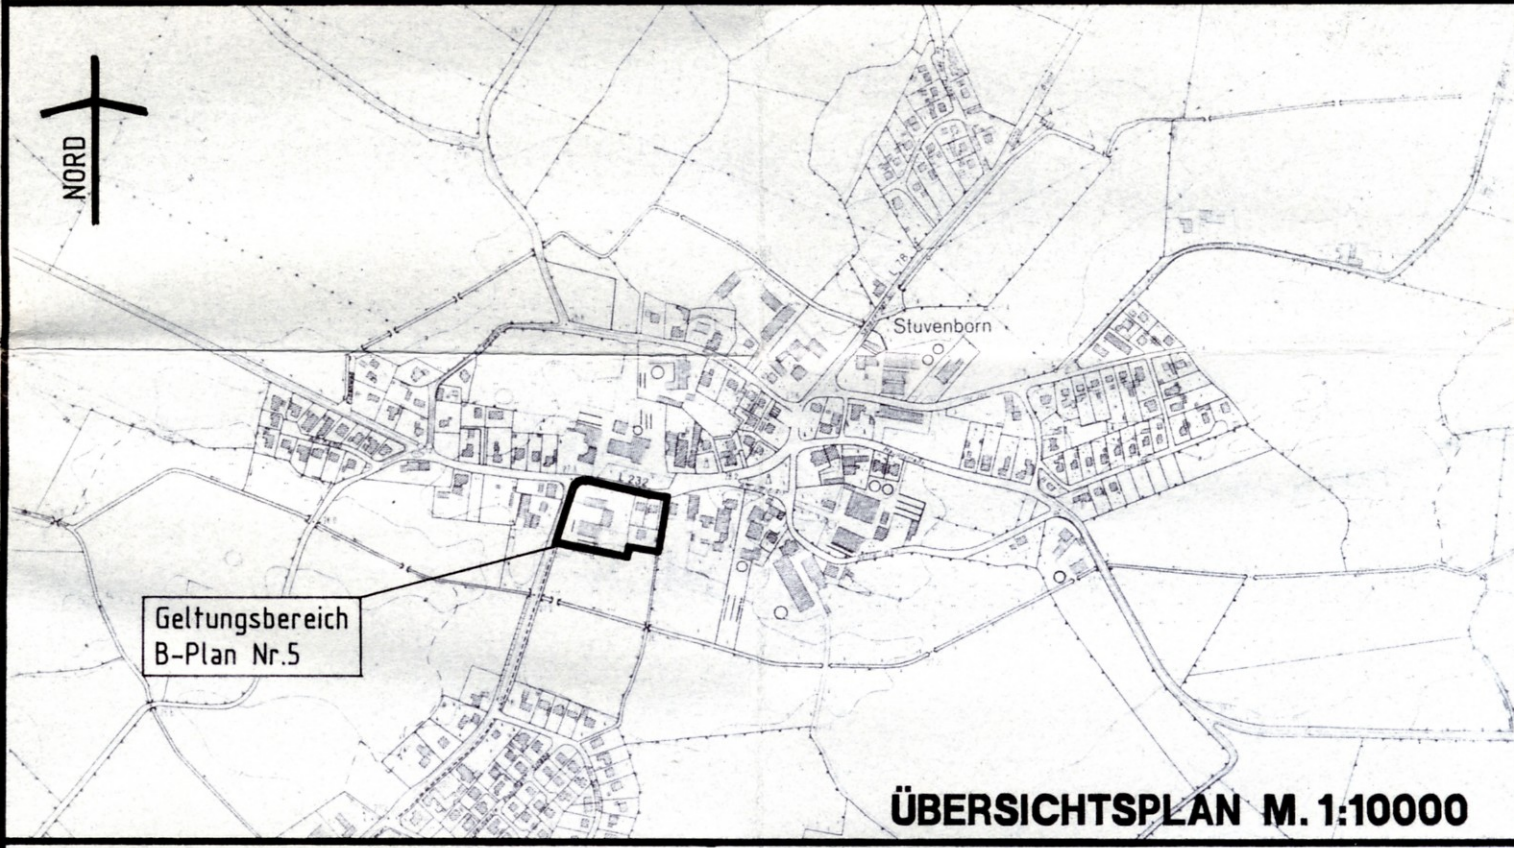 NORD
L 78
Stuvenborn
L 232
Geltungsbereich
B-Plan Nr.5
ÜBERSICHTSPLAN M. 1:10000